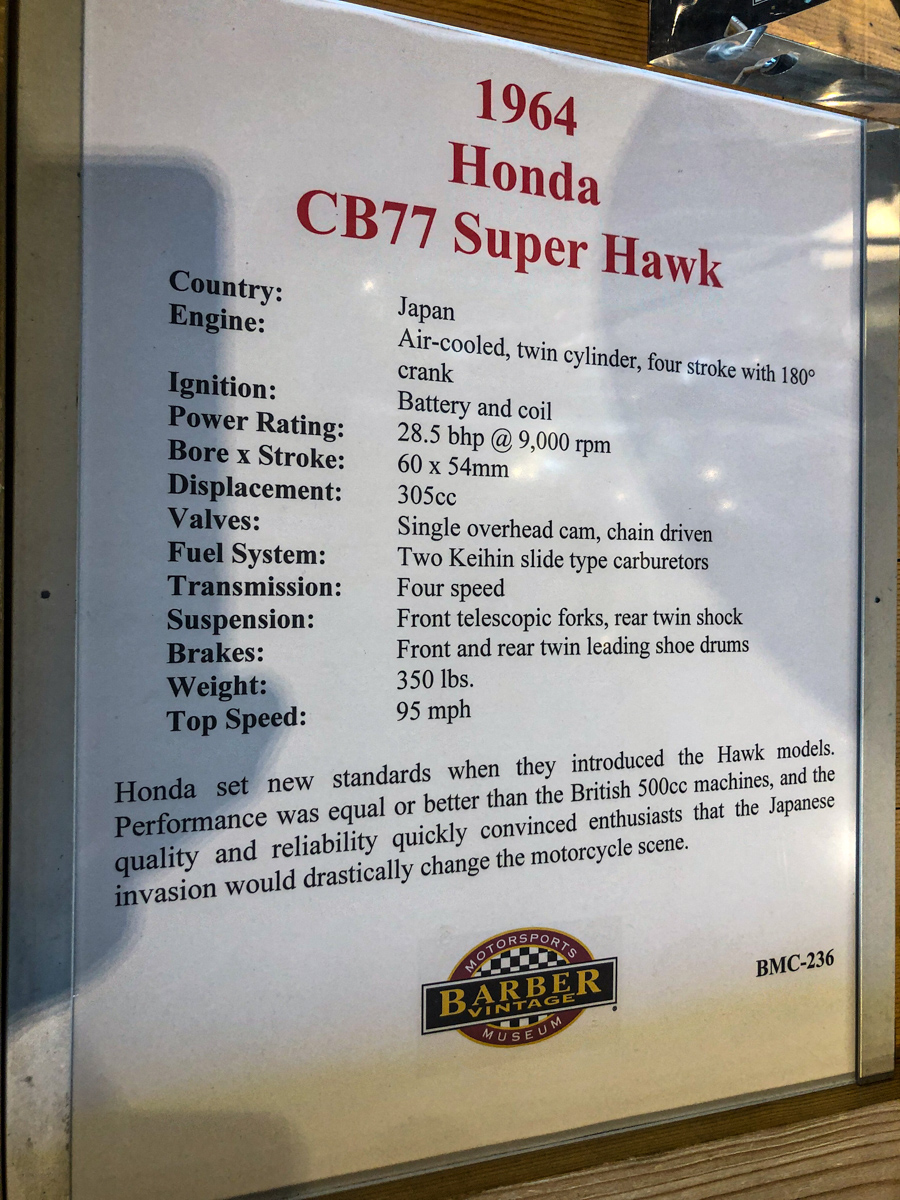 1964
Honda
CB77 Super Hawk
Country: Japan
Engine: Air-cooled, twin cylinder, four stroke with 180°
crank
Ignition: Battery and coil
Power Rating: 28.5 bhp @ 9,000 rpm
Bore x Stroke: 60 x 54mm
Displacement: 305cc
Valves: Single overhead cam, chain driven
Fuel System: Two Keihin slide type carburetors
Transmission: Four speed
Suspension: Front telescopic forks, rear twin shock
Brakes: Front and rear twin leading shoe drums
Weight: 350 lbs.
Top Speed: 95 mph
Honda set new standards when they introduced the Hawk models.
Performance was equal or better than the British 500cc machines, and the
quality and reliability quickly convinced enthusiasts that the Japanese
invasion would drastically change the motorcycle scene.
MOTORSPORTS
BARBER
VINTAGE
MUSEUM
BMC-236